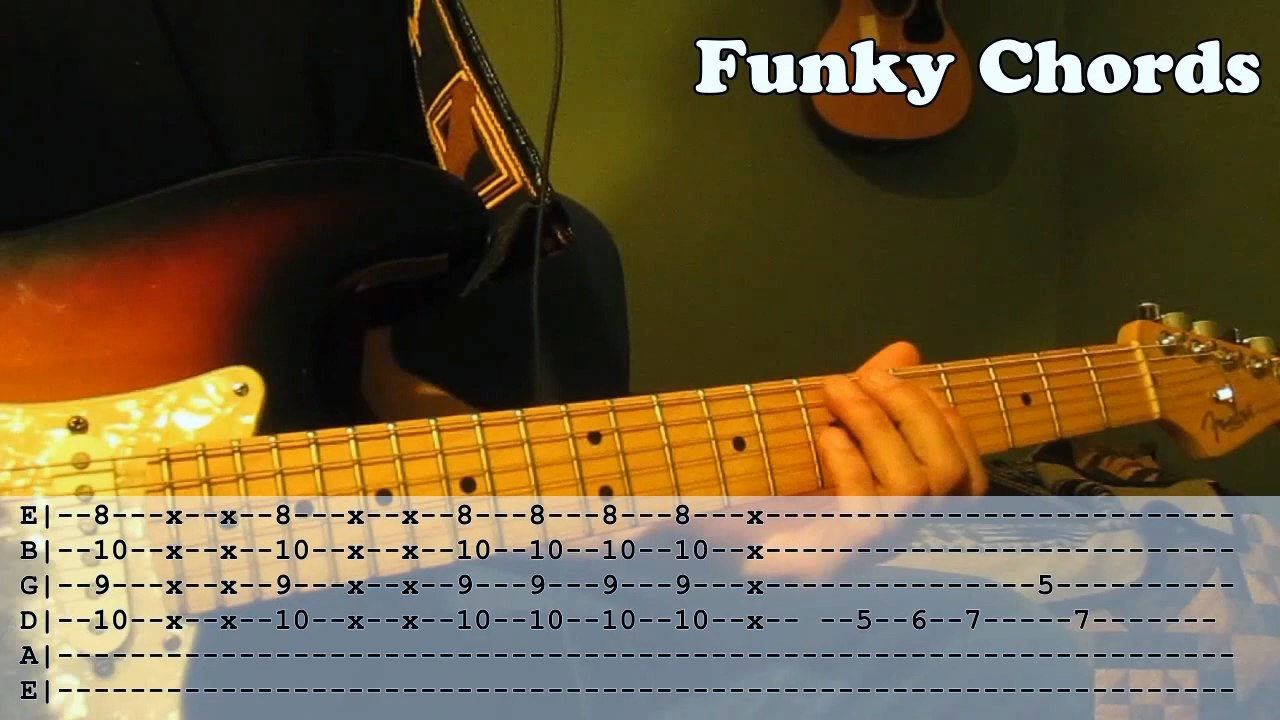 Funky Chords
Fender
E|--8---x--x--8---x--x--8---8---8---8---x--------------------------
B|--10--x--x--10--x--x--10--10--10--10--x--------------------------
G|--9---x--x--9---x--x--9---9---9---9---x-------------- --5----------
D|--10--x--x--10--x--x--10--10--10--10--x-- --5--6--7-----7-------
A|-----------------------------------------------------------------
E|-----------------------------------------------------------------